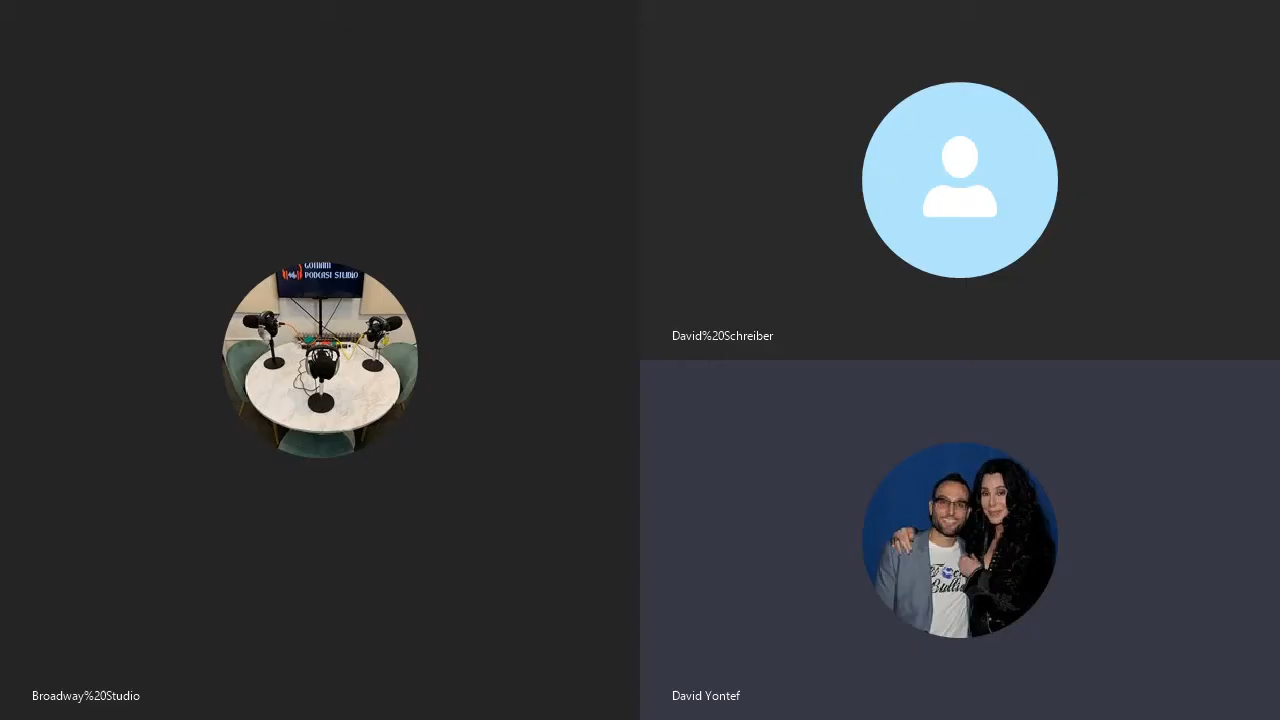 GOTHAM
PODCAST STUDIO
David%20Schreiber
Broadway%20Studio
David Yontef